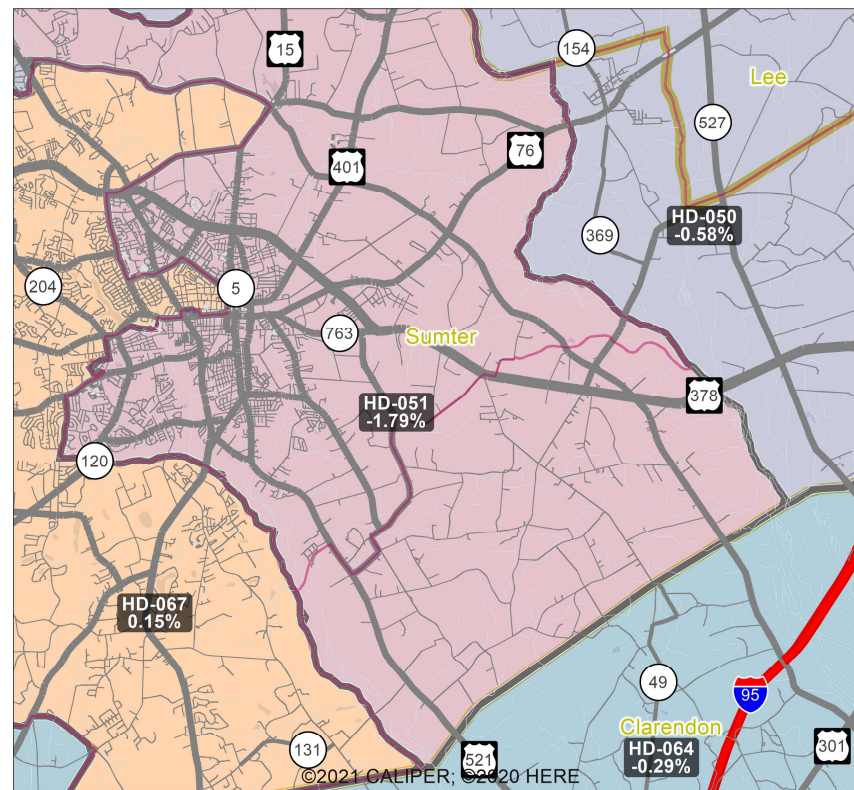 15
154
Lee
527
76
401
HD-050
-0.58%
369
204
5
763
Sumter
378
HD-051
-1.79%
120
HD-067
0.15%
49
95
Clarendon
HD-064
-0.29%
131
521
301
©2021 CALIPER; ©2020 HERE